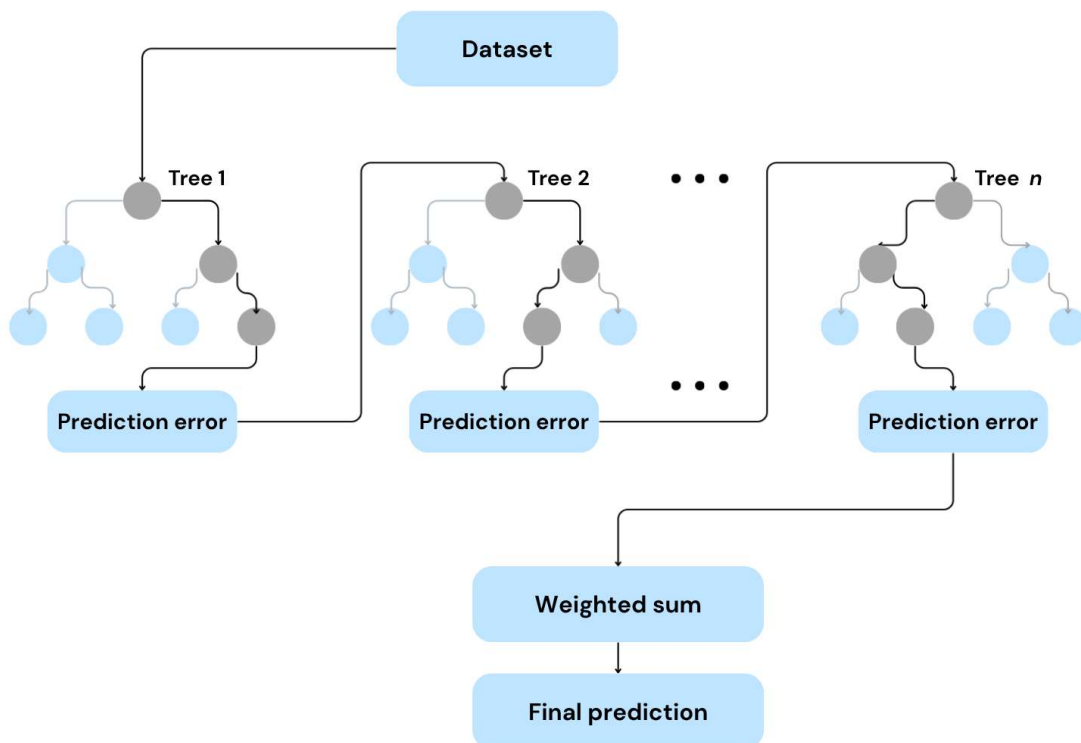 Dataset
Tree 1
Tree 2
• • •
Tree n
• • •
Prediction error
Prediction error
Prediction error
Weighted sum
Final prediction